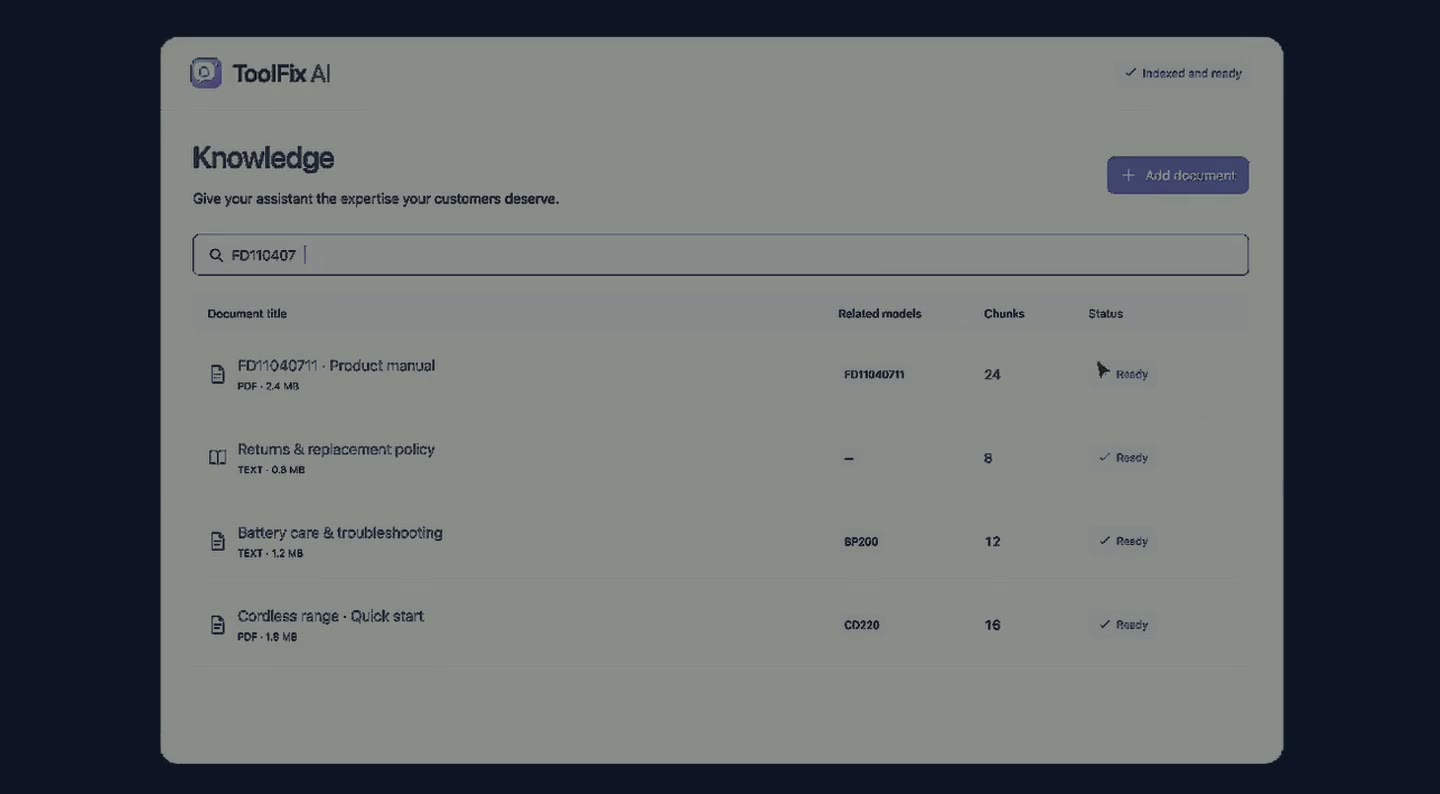 ToolFix AI
Indexed and ready
Knowledge
Add document
Give your assistant the expertise your customers deserve.
FD110407
Document title Related models Chunks Status
FD11040711 · Product manual
PDF · 2.4 MB
FD11040711 24 Ready
Returns & replacement policy
TEXT · 0.8 MB
– 8 Ready
Battery care & troubleshooting
TEXT · 1.2 MB
BP200 12 Ready
Cordless range · Quick start
PDF · 1.8 MB
CD220 16 Ready